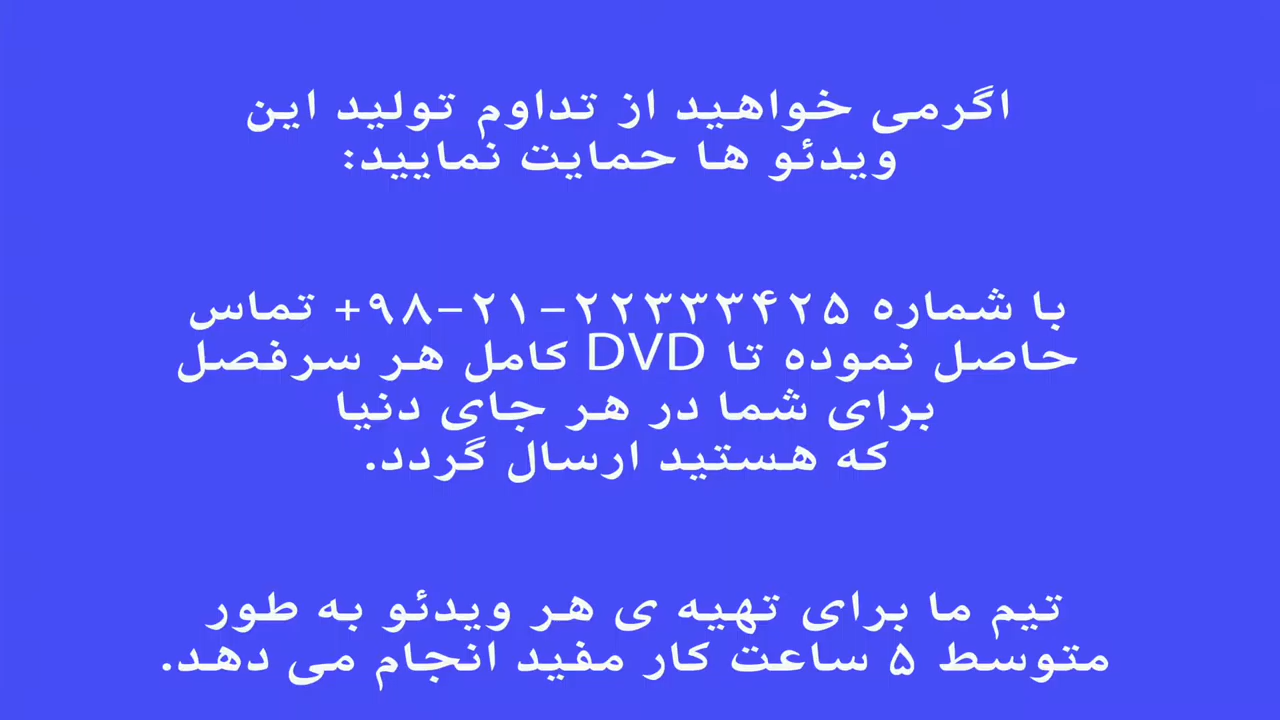 اگرمی خواهید از تداوم تولید این
ویدئو ها حمایت نمایید:
با شماره ۲۲۳۳۳۴۲۵-۲۱-۹۸+ تماس
حاصل نموده تا DVD کامل هر سرفصل
برای شما در هر جای دنیا
که هستید ارسال گردد.
تیم ما برای تهیه ی هر ویدئو به طور
متوسط ۵ ساعت کار مفید انجام می دهد.